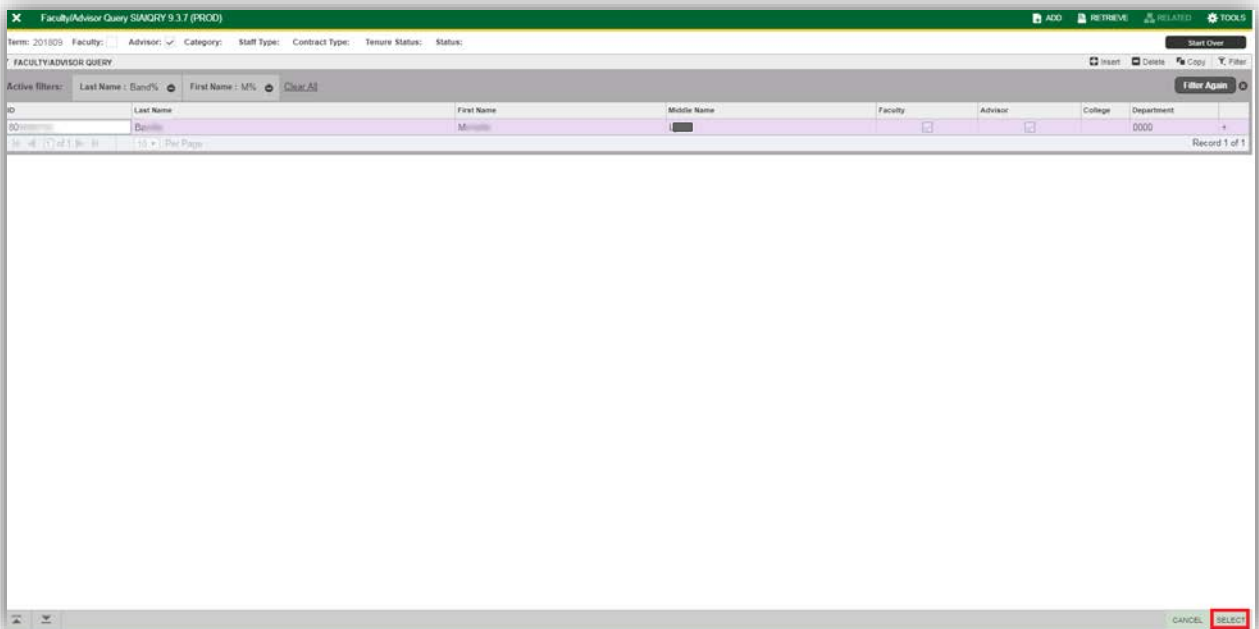 X Faculty/Advisor Query SIAIQRY 9.3.7 (PROD) ADD RETRIEVE RELATED TOOLS
Term: 201809 Faculty: Advisor: Category: Staff Type: Contract Type: Tenure Status: Status: Start Over
FACULTY/ADVISOR QUERY Insert Delete Copy Filter
Active filters: Last Name : Band% First Name : M% Clear All Filter Again
ID Last Name First Name Middle Name Faculty Advisor College Department
0000
1 of 1 10 Per Page Record 1 of 1
CANCEL SELECT